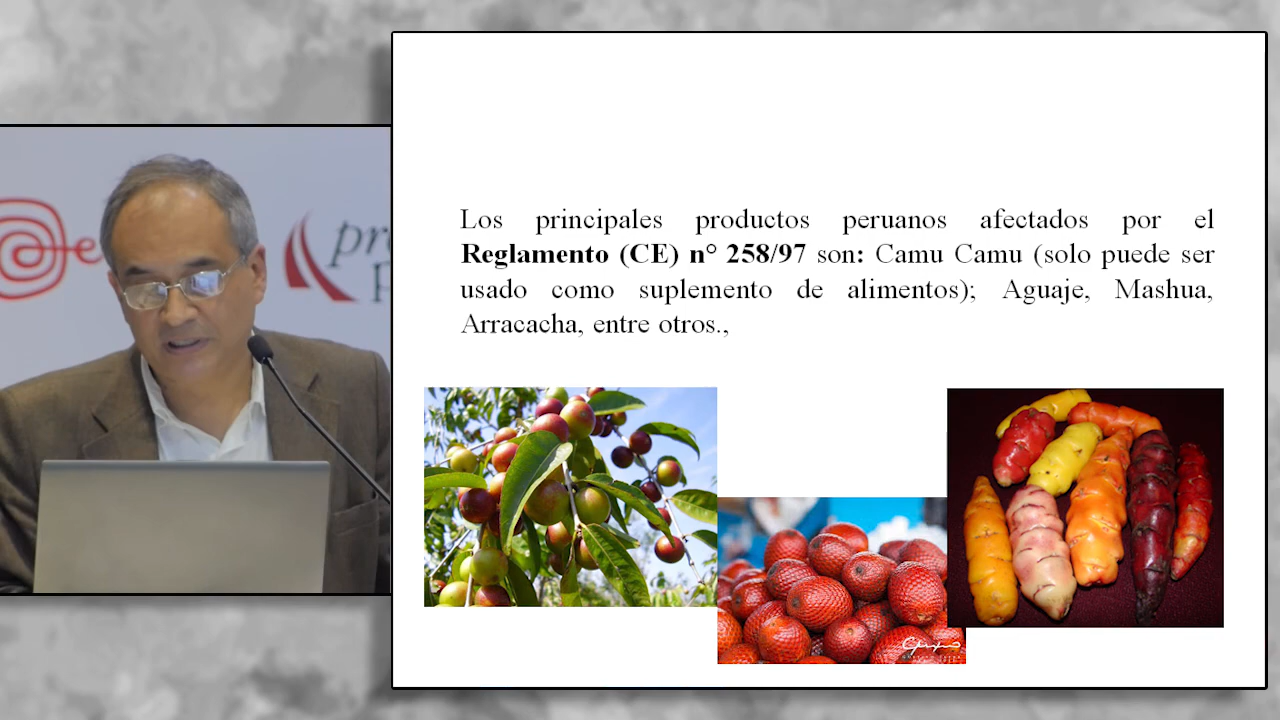 Los principales productos peruanos afectados por el
Reglamento (CE) n° 258/97 son: Camu Camu (solo puede ser
usado como suplemento de alimentos); Aguaje, Mashua,
Arracacha, entre otros.,